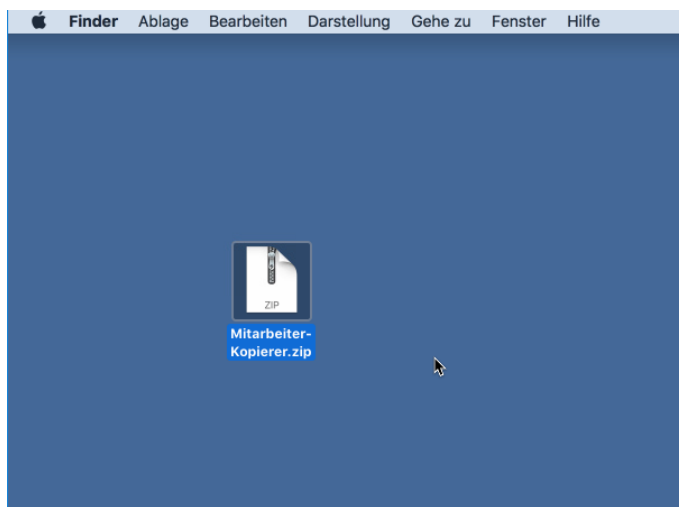 Finder Ablage Bearbeiten Darstellung Gehe zu Fenster Hilfe
ZIP
Mitarbeiter-
Kopierer.zip